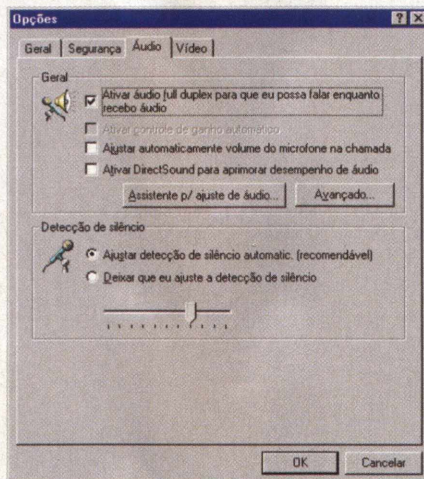 Opções
Geral
Segurança
Áudio
Vídeo
Geral
Ativar áudio full duplex para que eu possa falar enquanto
recebo áudio
Ativar controle de ganho automático
Ajustar automaticamente volume do microfone na chamada
Ativar DirectSound para aprimorar desempenho de áudio
Assistente p/ ajuste de áudio...
Avançado...
Detecção de silêncio
Ajustar detecção de silêncio automatic. (recomendável)
Deixar que eu ajuste a detecção de silêncio
OK
Cancelar